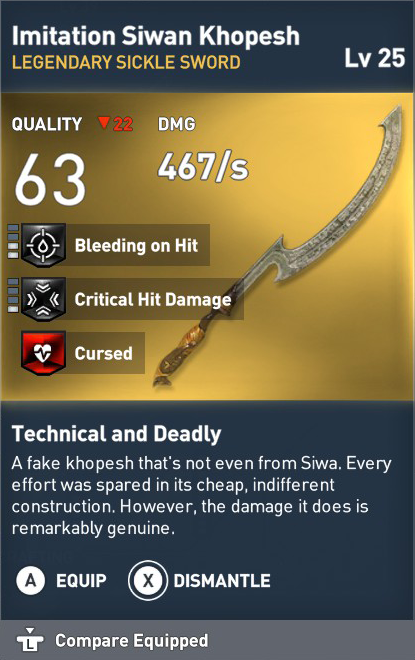 Imitation Siwan Khopesh
LEGENDARY SICKLE SWORD
Lv 25
QUALITY ▼22 DMG
63 467/s
Bleeding on Hit
Critical Hit Damage
Cursed
Technical and Deadly
A fake khopesh that's not even from Siwa. Every
effort was spared in its cheap, indifferent
construction. However, the damage it does is
remarkably genuine.
A EQUIP X DISMANTLE
L Compare Equipped